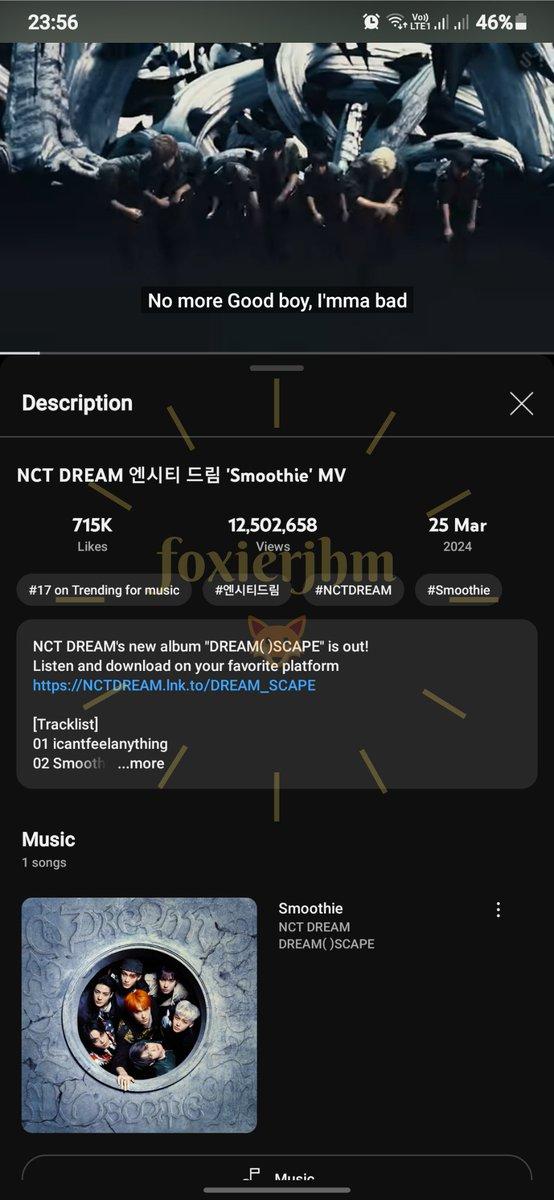 23:56
Vo)) LTE1
46%
No more Good boy, I'mma bad
Description
NCT DREAM 엔시티 드림 'Smoothie' MV
715K
Likes
12,502,658
Views
25 Mar
2024
foxierjbm
#17 on Trending for music
#엔시티드림
#NCTDREAM
#Smoothie
NCT DREAM's new album "DREAM( )SCAPE" is out!
Listen and download on your favorite platform
https://NCTDREAM.lnk.to/DREAM_SCAPE
[Tracklist]
01 icantfeelanything
02 Smooth ...more
Music
1 songs
Smoothie
NCT DREAM
DREAM( )SCAPE
Music